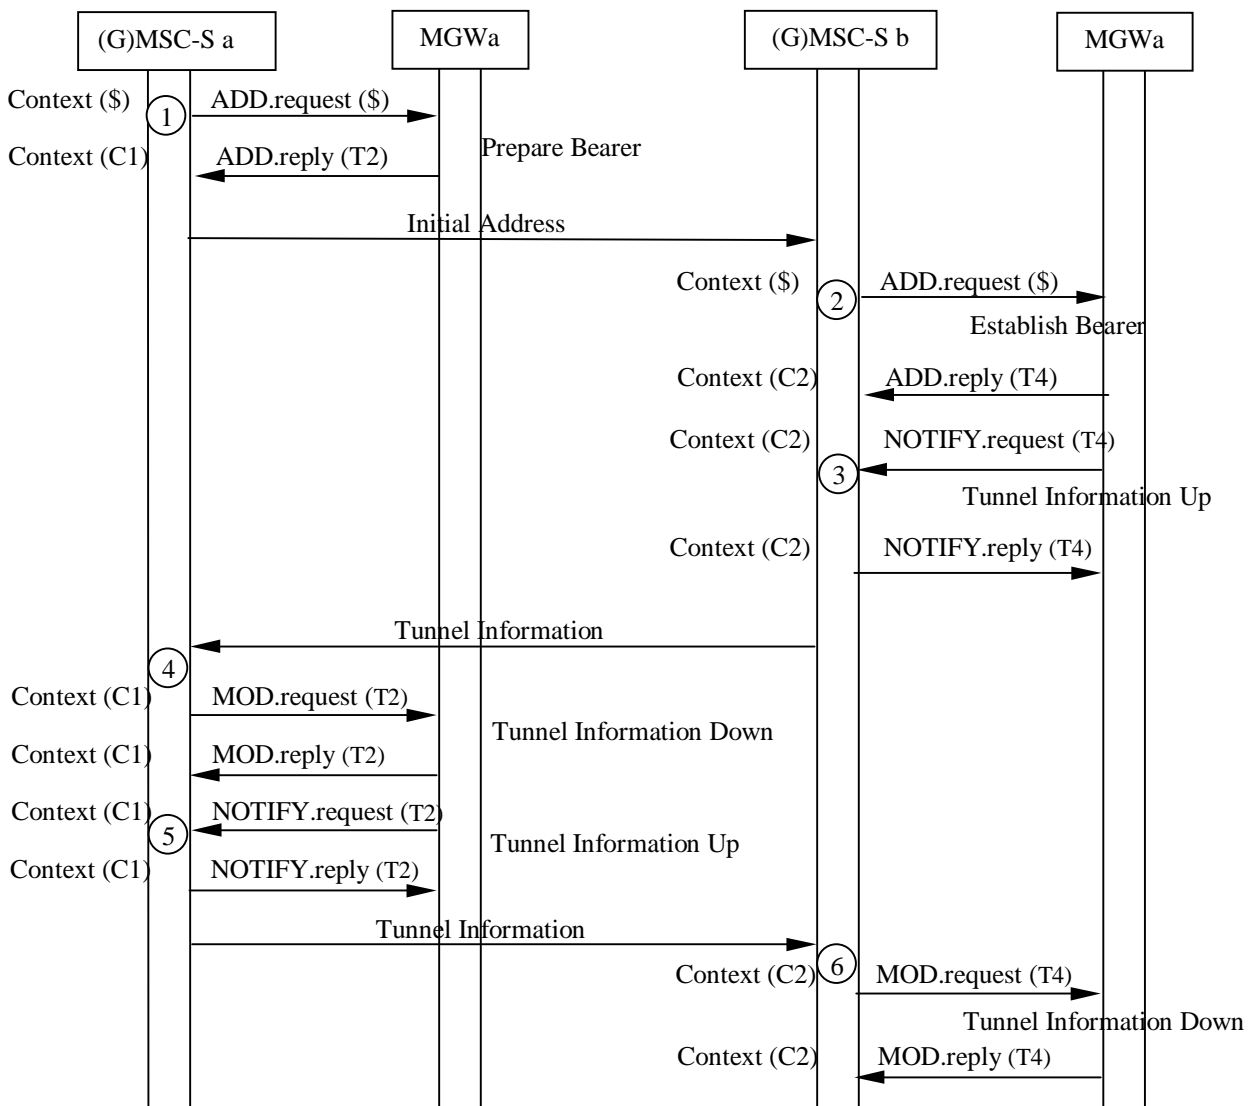 (G)MSC-S a
MGWa
(G)MSC-S b
MGWa
Context ($)
1
ADD.request ($)
Context (C1)
ADD.reply (T2)
Prepare Bearer
Initial Address
Context ($)
2
ADD.request ($)
Establish Bearer
Context (C2)
ADD.reply (T4)
Context (C2)
NOTIFY.request (T4)
3
Tunnel Information Up
Context (C2)
NOTIFY.reply (T4)
Tunnel Information
4
Context (C1)
MOD.request (T2)
Tunnel Information Down
Context (C1)
MOD.reply (T2)
Context (C1)
NOTIFY.request (T2)
5
Tunnel Information Up
Context (C1)
NOTIFY.reply (T2)
Tunnel Information
6
Context (C2)
MOD.request (T4)
Tunnel Information Down
Context (C2)
MOD.reply (T4)